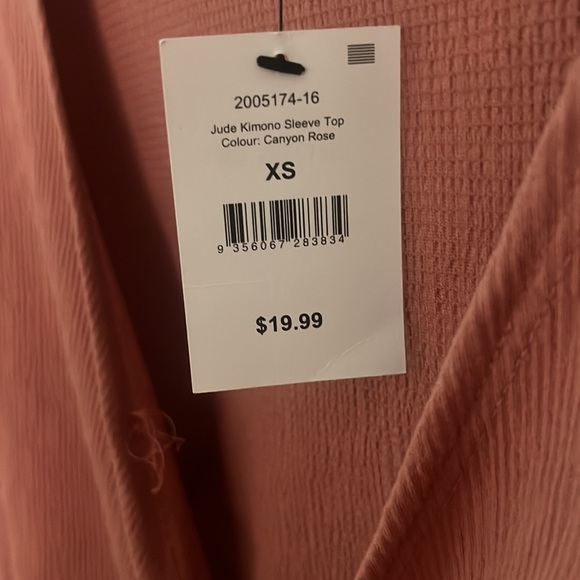 2005174-16
Jude Kimono Sleeve Top
Colour: Canyon Rose
XS
9 356067 283834
$19.99